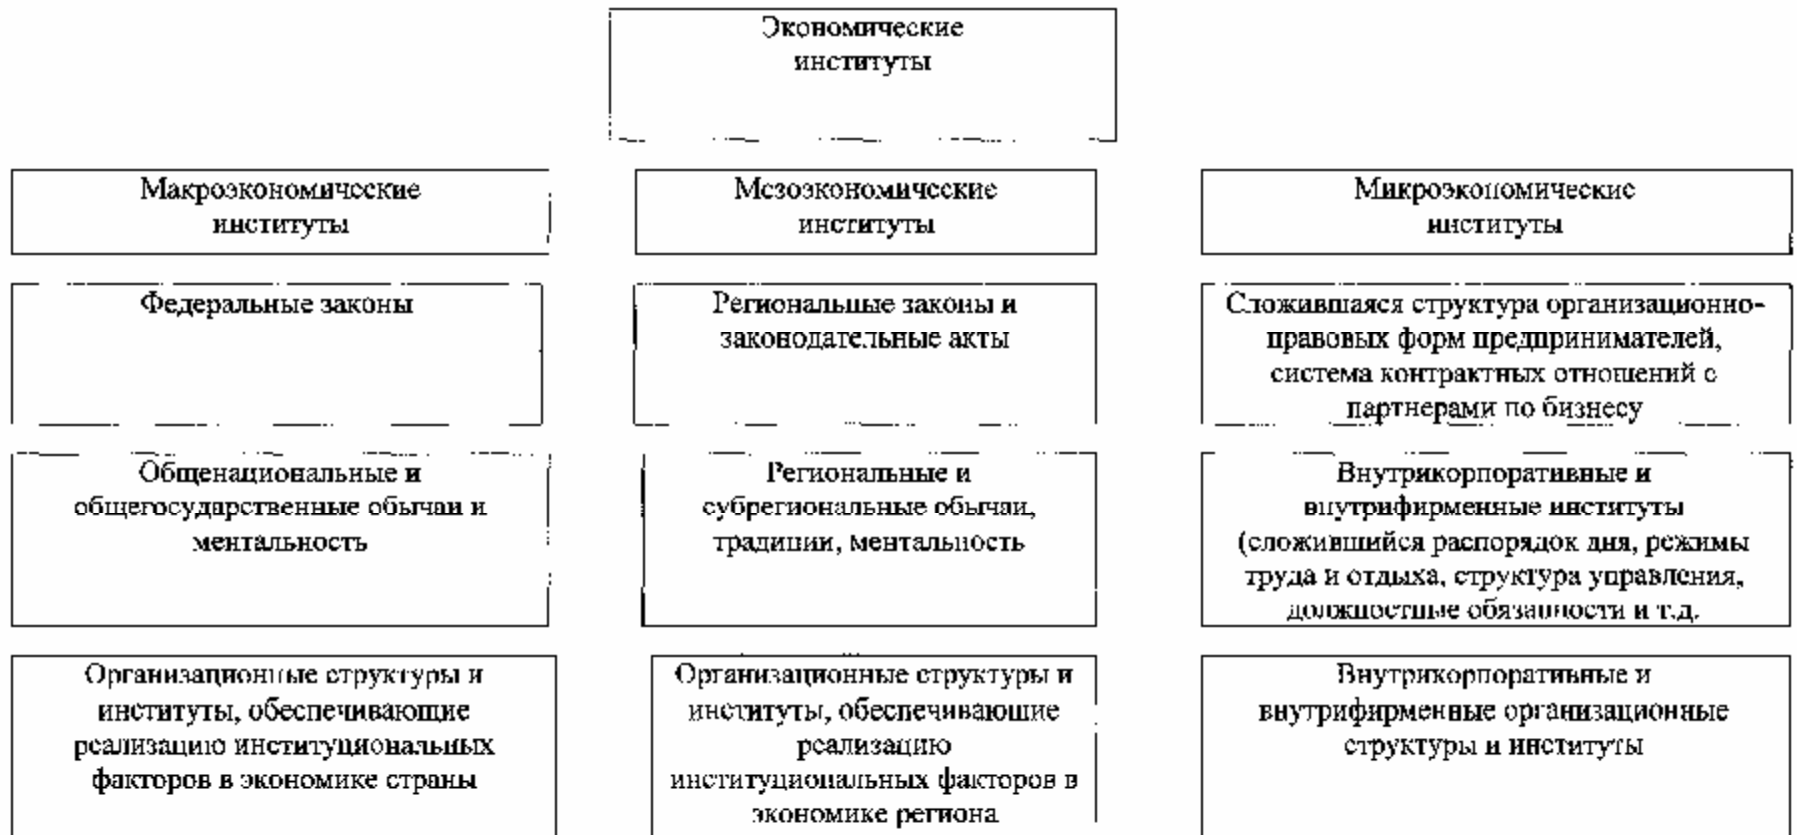 Экономические
институты
Макроэкономические
институты
Мезоэкономические
институты
Микроэкономические
институты
Федеральные законы
Региональные законы и
законодательные акты
Сложившаяся структура организационно-
правовых форм предпринимателей,
система контрактных отношений с
партнерами по бизнесу
Общенациональные и
общегосударственные обычаи и
ментальность
Региональные и
субрегиональные обычаи,
традиции, ментальность
Внутрикорпоративные и
внутрифирменные институты
(сложившийся распорядок дня, режимы
труда и отдыха, структура управления,
должностные обязанности и т.д.
Организационные структуры и
институты, обеспечивающие
реализацию институциональных
факторов в экономике страны
Организационные структуры и
институты, обеспечивающие
реализацию
институциональных факторов в
экономике региона
Внутрикорпоративные и
внутрифирменные организационные
структуры и институты